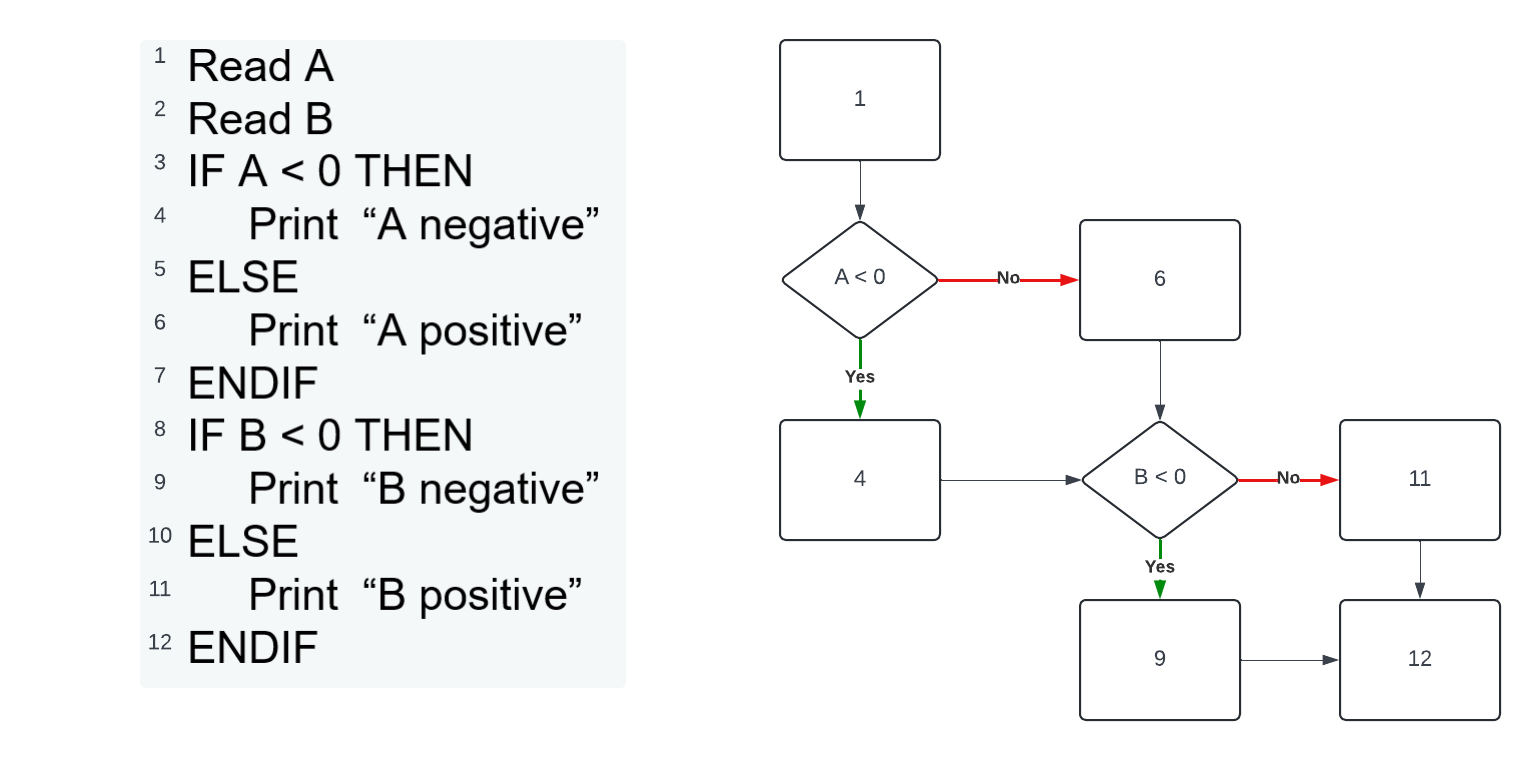 1 Read A
2 Read B
3 IF A < 0 THEN
4 Print “A negative”
5 ELSE
6 Print “A positive”
7 ENDIF
8 IF B < 0 THEN
9 Print “B negative”
10 ELSE
11 Print “B positive”
12 ENDIF
1
A < 0
No
6
Yes
4
B < 0
No
11
Yes
9
12